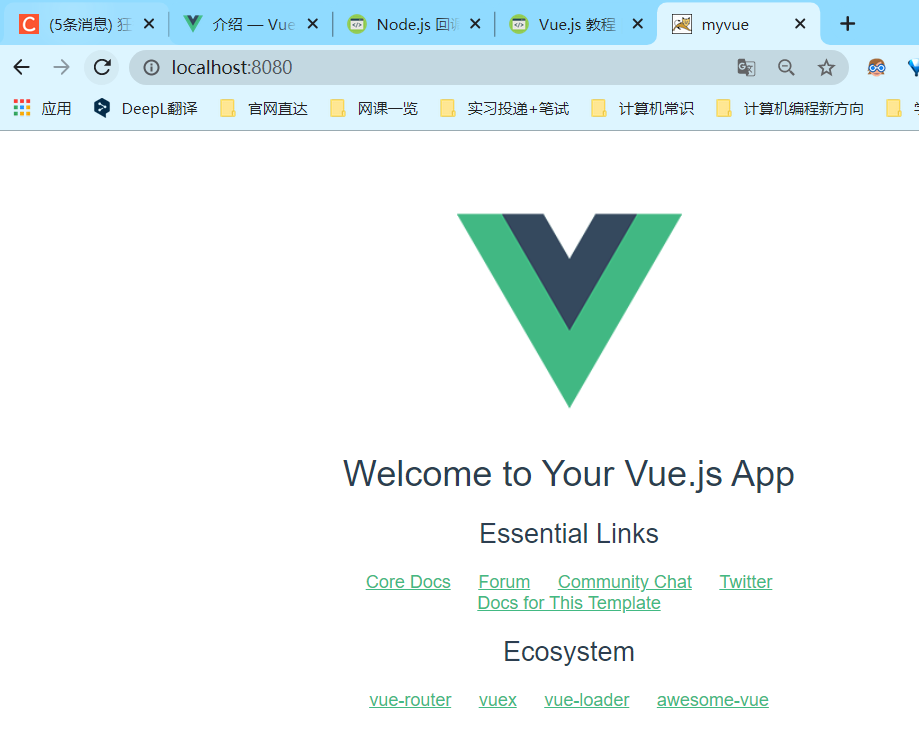 C (5条消息) 狂 介绍 — Vue Node.js 回调 Vue.js 教程 myvue
localhost:8080
应用 DeepL翻译 官网直达 网课一览 实习投递+笔试 计算机常识 计算机编程新方向
Welcome to Your Vue.js App
Essential Links
Core Docs Forum Community Chat Twitter
Docs for This Template
Ecosystem
vue-router vuex vue-loader awesome-vue